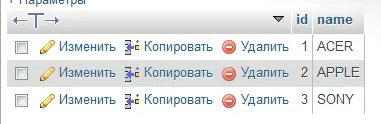 + Параметры
←T→ id name
Изменить Копировать Удалить 1 ACER
Изменить Копировать Удалить 2 APPLE
Изменить Копировать Удалить 3 SONY